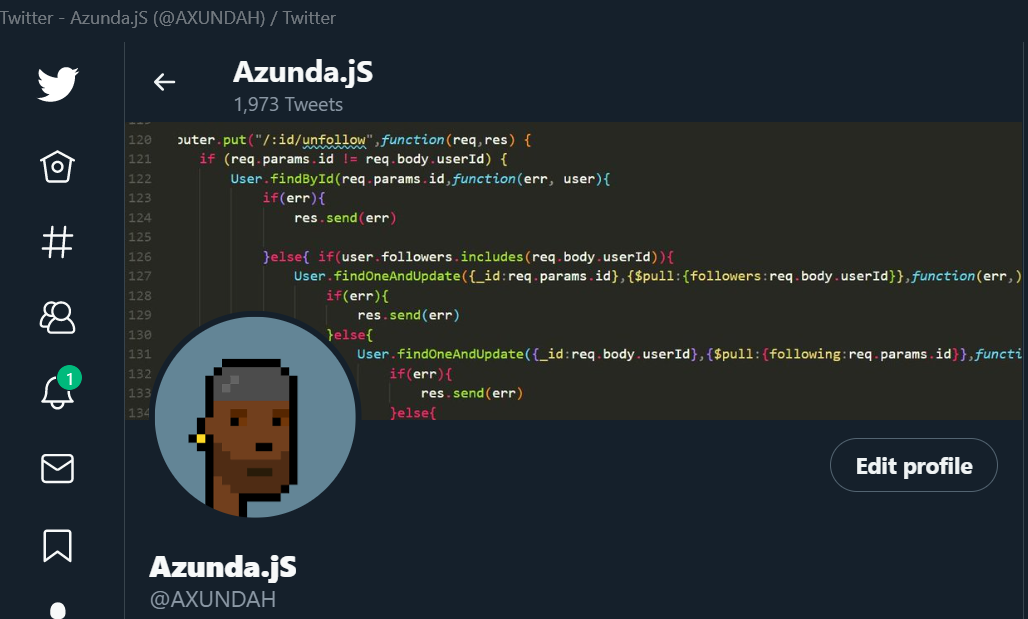 Twitter - Azunda.jS (@AXUNDAH) / Twitter
Azunda.jS
1,973 Tweets
120 outer.put("/:id/unfollow",function(req,res) {
121 if (req.params.id != req.body.userId) {
122 User.findById(req.params.id,function(err, user){
123 if(err){
124 res.send(err)
125
126 }else{ if(user.followers.includes(req.body.userId)){
127 User.findOneAndUpdate({_id:req.params.id},{$pull:{followers:req.body.userId}},function(err,)
128 if(err){
129 res.send(err)
130 }else{
131 User.findOneAndUpdate({_id:req.body.userId},{$pull:{following:req.params.id}},functi
132 if(err){
133 res.send(err)
134 }else{
1
Edit profile
Azunda.jS
@AXUNDAH